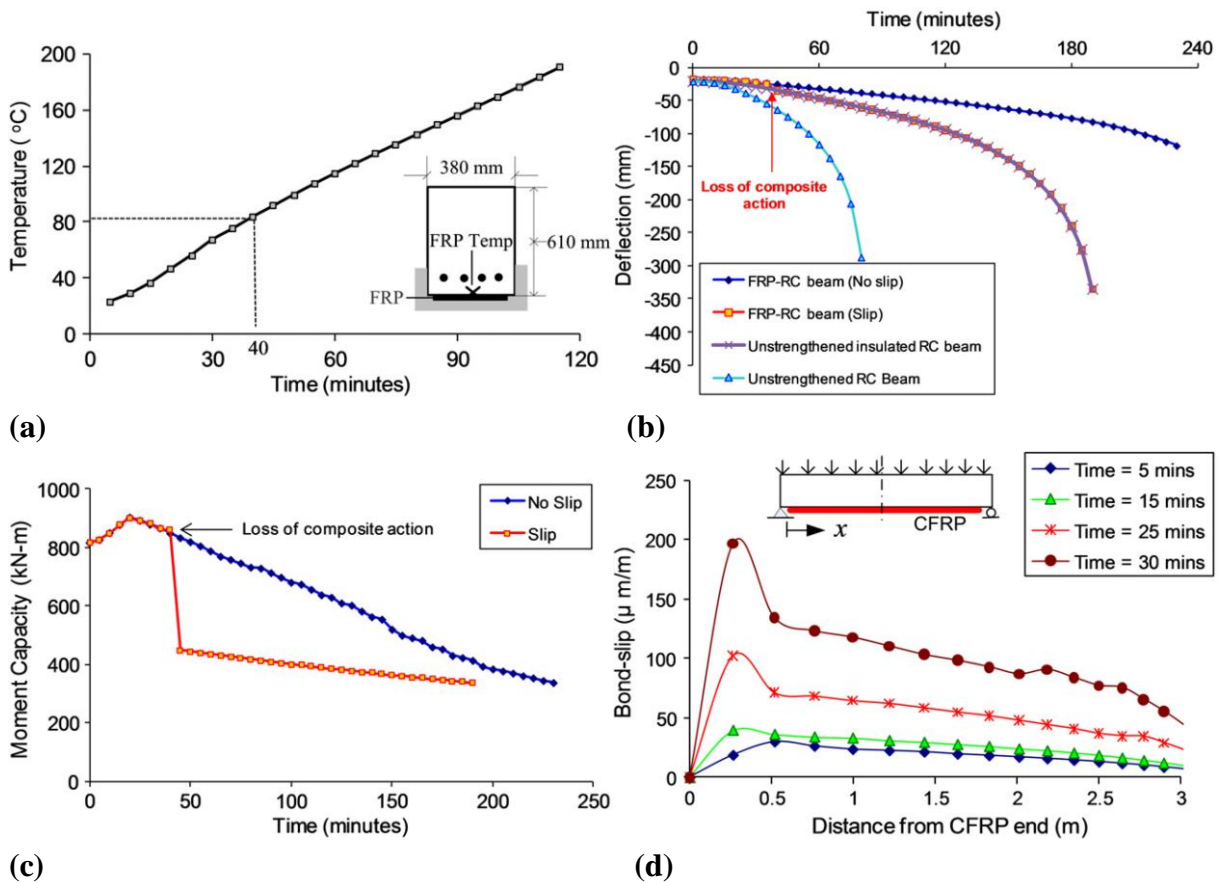 200
160
120
80
40
0
Temperature ( °C)
0
30
40
60
90
120
Time (minutes)
380 mm
FRP Temp
610 mm
FRP
(a)
Time (minutes)
0
60
120
180
240
0
-50
-100
-150
-200
-250
-300
-350
-400
-450
Deflection (mm)
Loss of composite
action
FRP-RC beam (No slip)
FRP-RC beam (Slip)
Unstrengthened insulated RC beam
Unstrengthened RC Beam
(b)
1000
800
600
400
200
0
Moment Capacity (kN-m)
Loss of composite action
No Slip
Slip
0
50
100
150
200
250
Time (minutes)
(c)
250
200
150
100
50
0
Bond-slip (μ m/m)
x
CFRP
Time = 5 mins
Time = 15 mins
Time = 25 mins
Time = 30 mins
0
0.5
1
1.5
2
2.5
3
Distance from CFRP end (m)
(d)